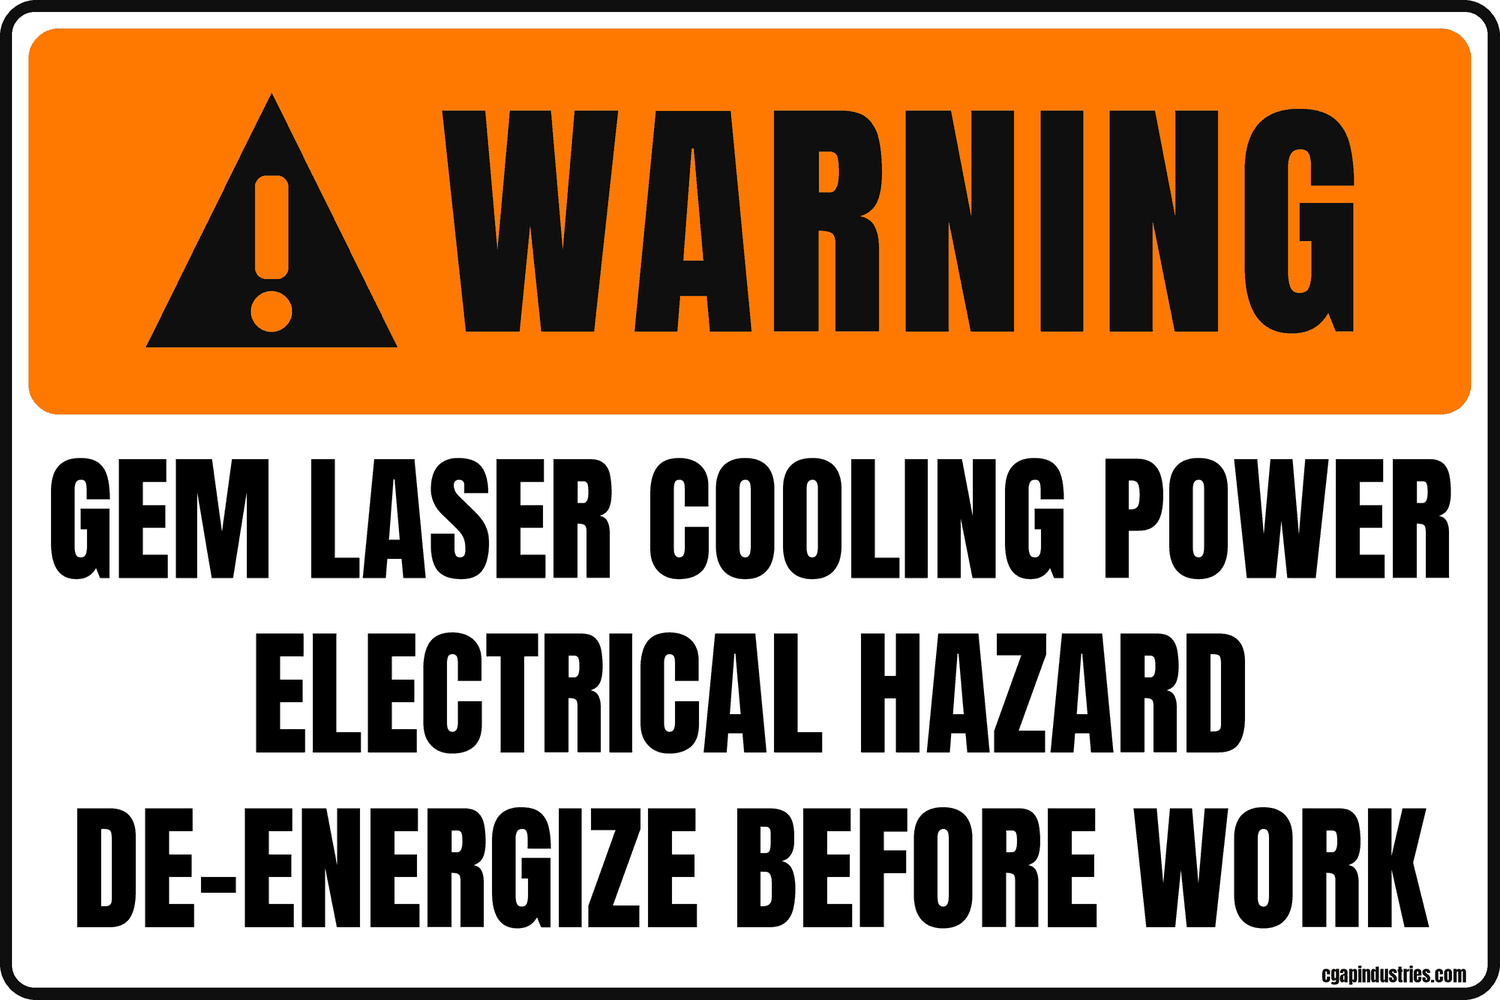 WARNING
GEM LASER COOLING POWER
ELECTRICAL HAZARD
DE-ENERGIZE BEFORE WORK
cgapindustries.com